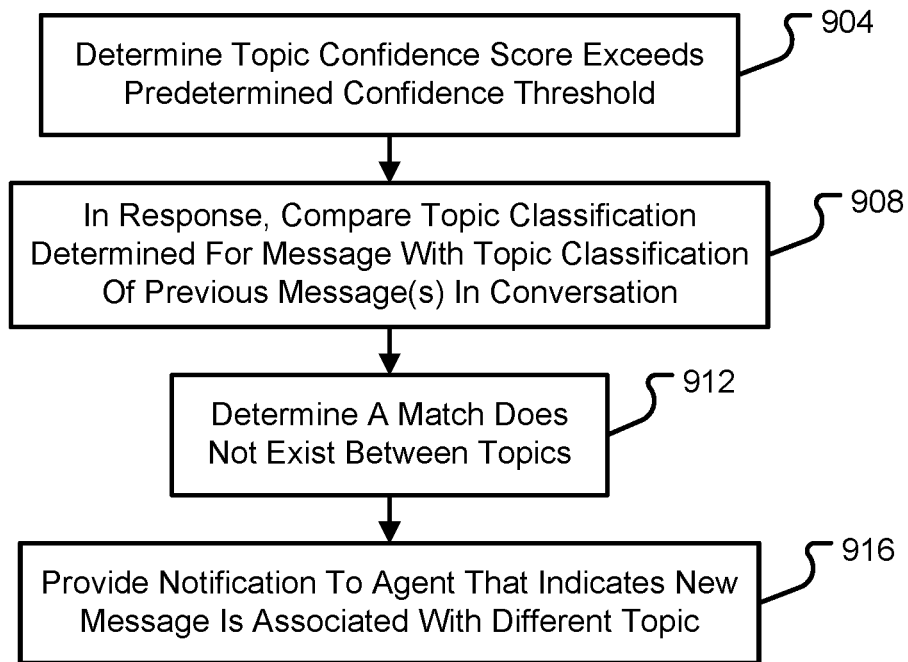 904
Determine Topic Confidence Score Exceeds
Predetermined Confidence Threshold
908
In Response, Compare Topic Classification
Determined For Message With Topic Classification
Of Previous Message(s) In Conversation
912
Determine A Match Does
Not Exist Between Topics
916
Provide Notification To Agent That Indicates New
Message Is Associated With Different Topic